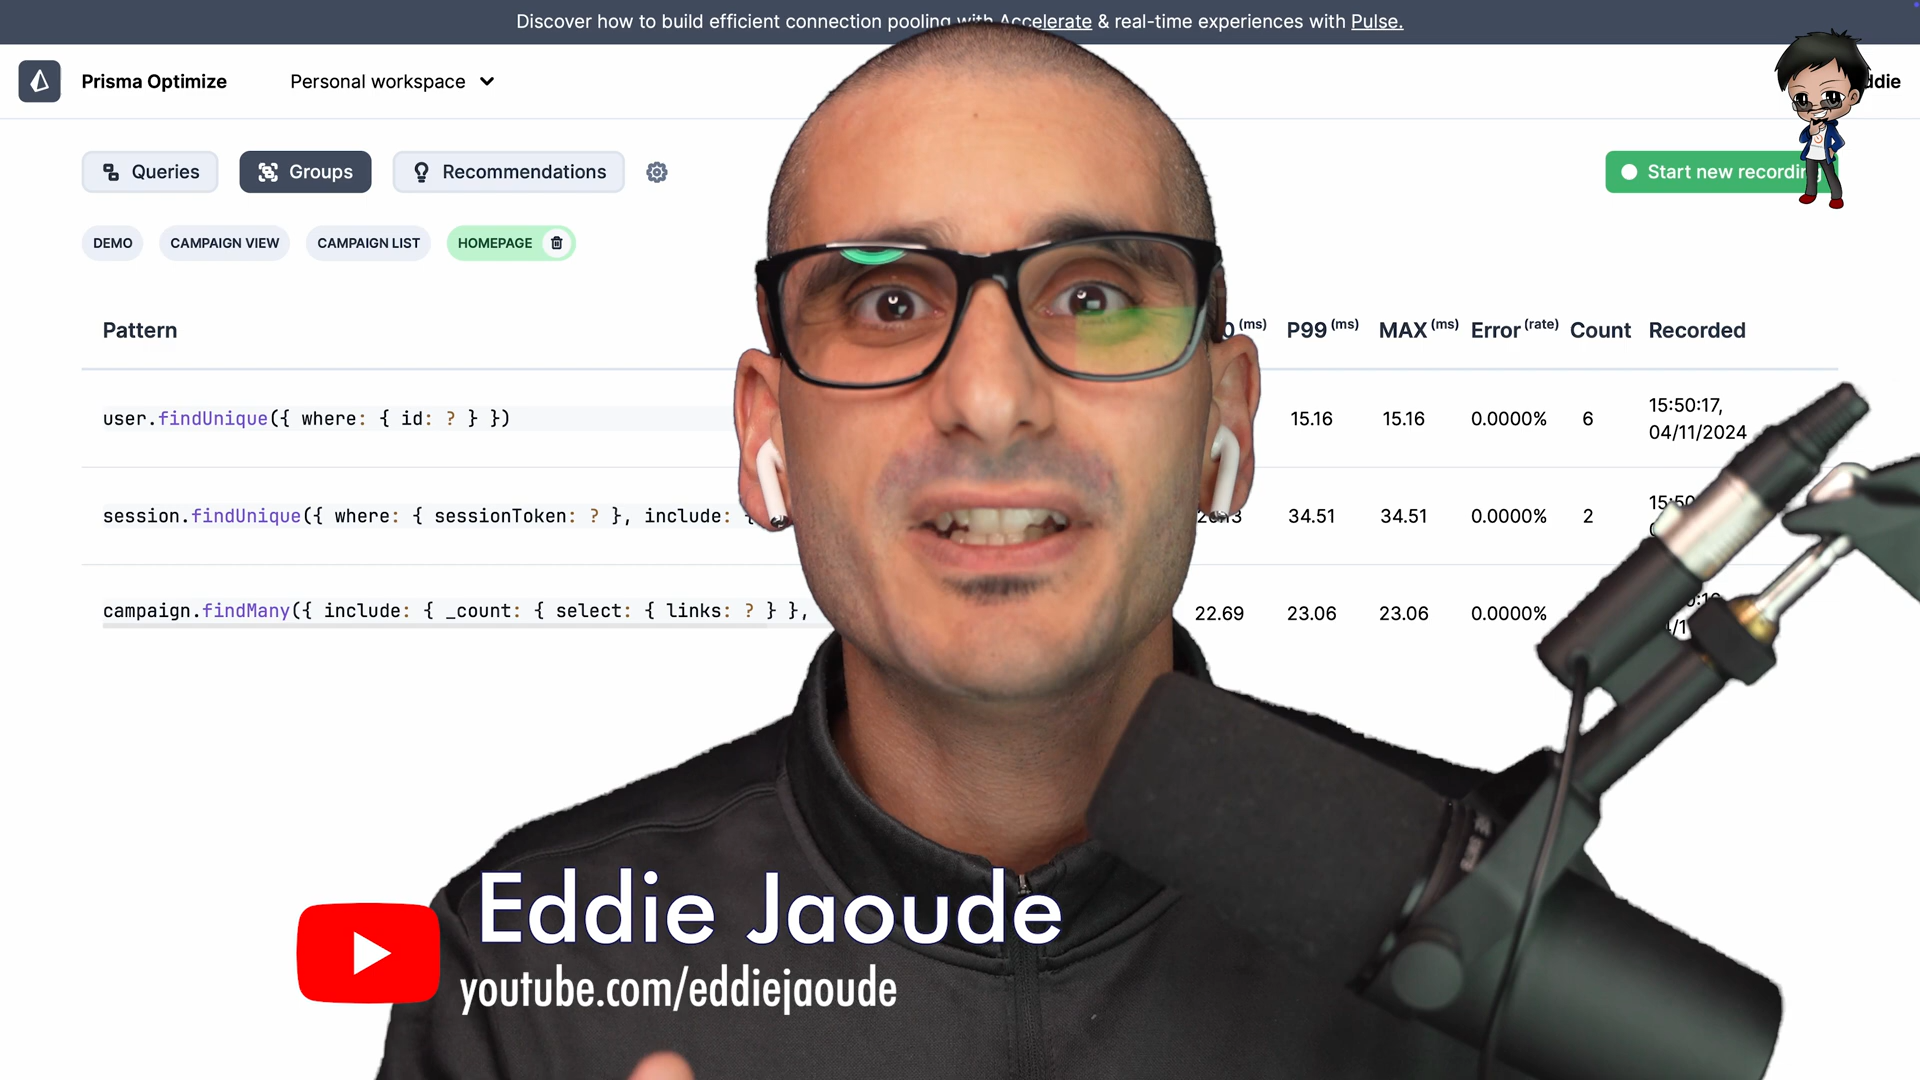 Discover how to build efficient connection pooling with Accelerate & real-time experiences with Pulse.
Prisma Optimize
Personal workspace
Queries
Groups
Recommendations
Start new recording
DEMO
CAMPAIGN VIEW
CAMPAIGN LIST
HOMEPAGE
Pattern
(ms) P99 (ms) MAX (ms) Error (rate) Count Recorded
user.findUnique({ where: { id: ? } })
15.16 15.16 0.0000% 6 15:50:17,
04/11/2024
session.findUnique({ where: { sessionToken: ? }, include: {
34.51 34.51 0.0000% 2
campaign.findMany({ include: { _count: { select: { links: ? } },
22.69 23.06 23.06 0.0000%
Eddie Jaoude
youtube.com/eddiejaoude